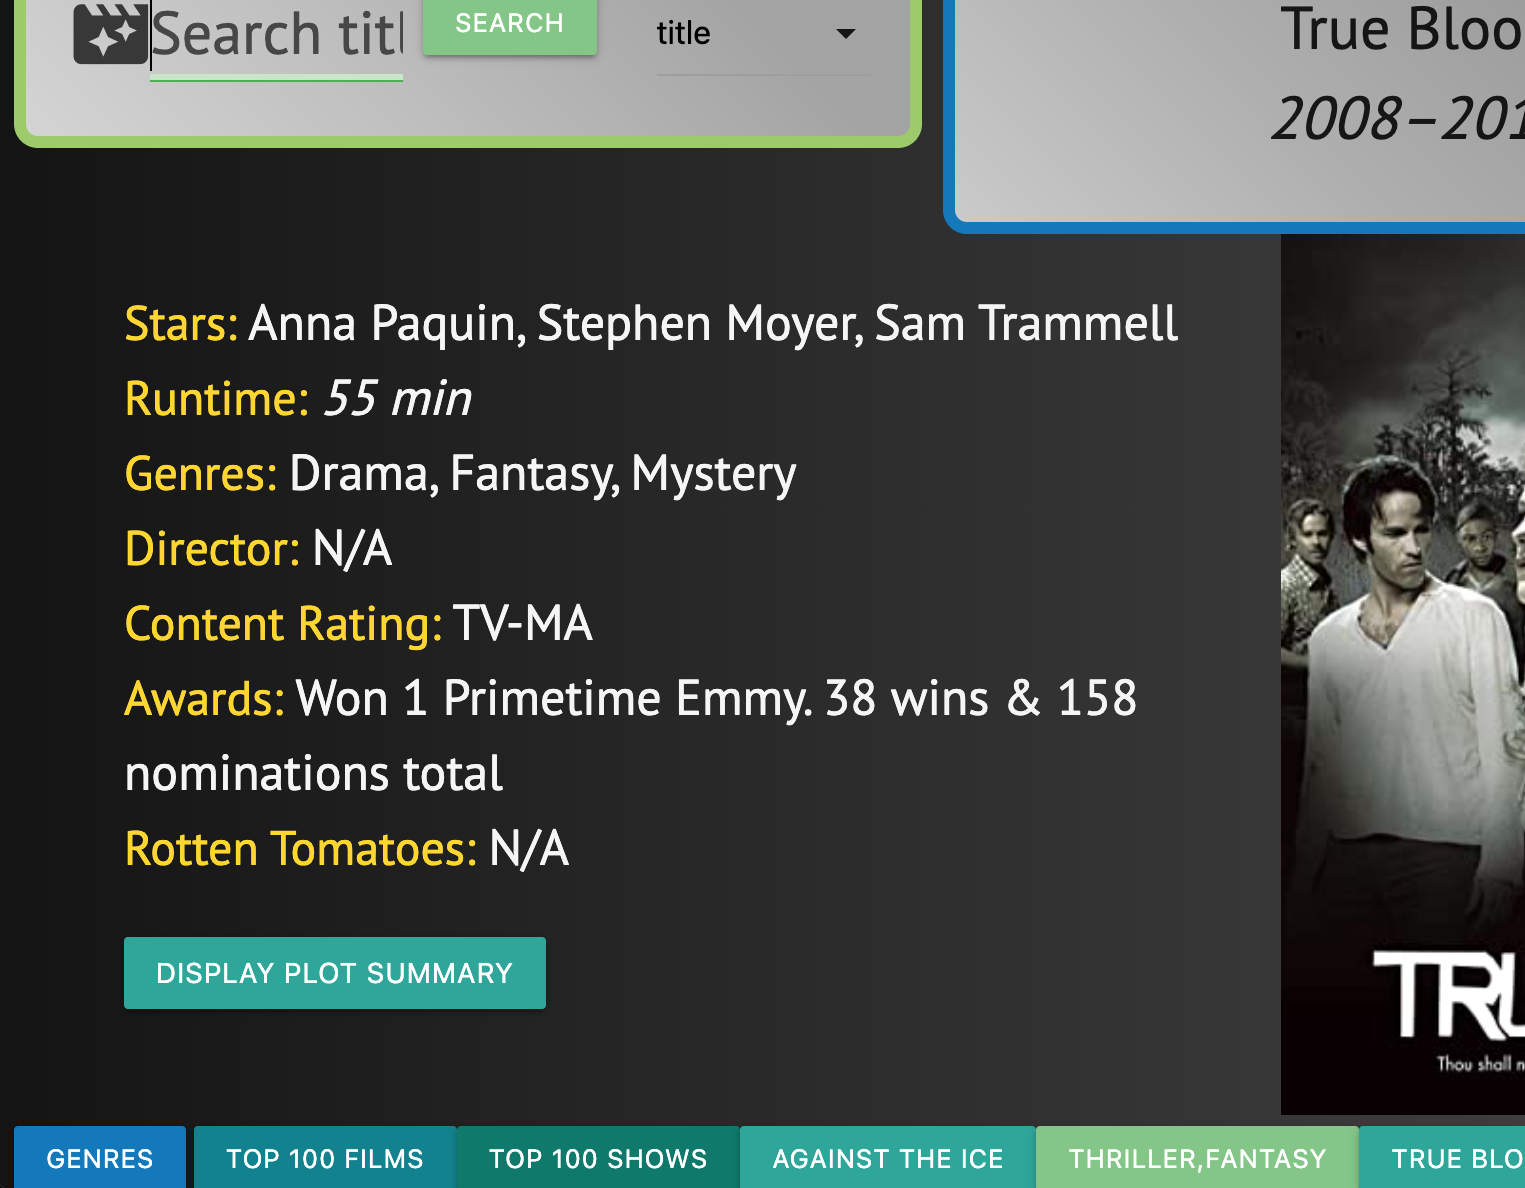 Search titl
SEARCH
title
True Bloo
2008–201
Stars: Anna Paquin, Stephen Moyer, Sam Trammell
Runtime: 55 min
Genres: Drama, Fantasy, Mystery
Director: N/A
Content Rating: TV-MA
Awards: Won 1 Primetime Emmy. 38 wins & 158
nominations total
Rotten Tomatoes: N/A
DISPLAY PLOT SUMMARY
TRU
Thou shall n
GENRES
TOP 100 FILMS
TOP 100 SHOWS
AGAINST THE ICE
THRILLER,FANTASY
TRUE BLO